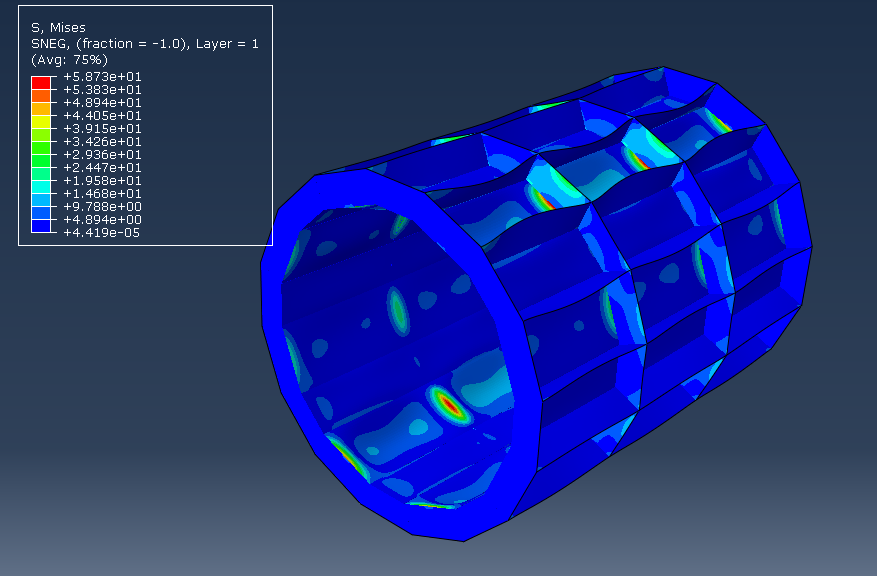 S, Mises
SNEG, (fraction = -1.0), Layer = 1
(Avg: 75%)
+5.873e+01
+5.383e+01
+4.894e+01
+4.405e+01
+3.915e+01
+3.426e+01
+2.936e+01
+2.447e+01
+1.958e+01
+1.468e+01
+9.788e+00
+4.894e+00
+4.419e-05